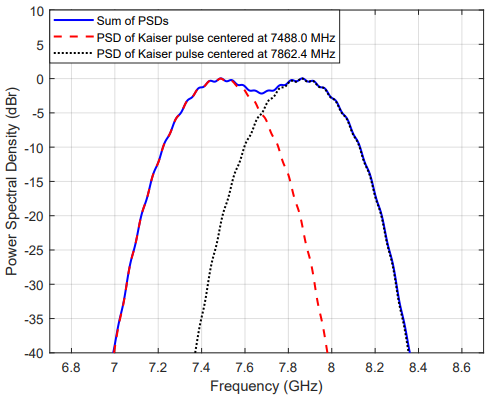 10
5
0
-5
-10
-15
-20
-25
-30
-35
-40
Power Spectral Density (dBr)
Sum of PSDs
PSD of Kaiser pulse centered at 7488.0 MHz
PSD of Kaiser pulse centered at 7862.4 MHz
6.8 7 7.2 7.4 7.6 7.8 8 8.2 8.4 8.6
Frequency (GHz)